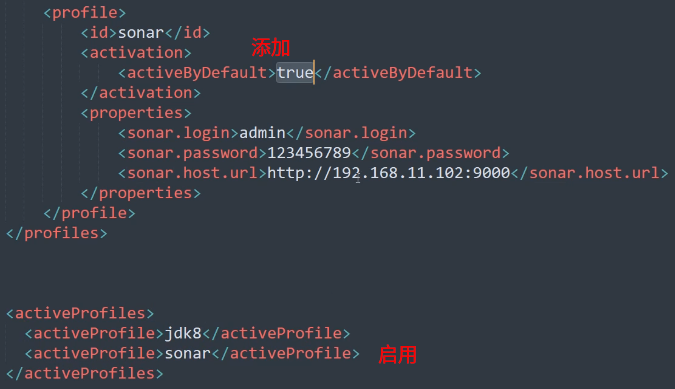 <profile>
<id>sonar</id>
添加
<activation>
<activeByDefault>true</activeByDefault>
</activation>
<properties>
<sonar.login>admin</sonar.login>
<sonar.password>123456789</sonar.password>
<sonar.host.url>http://192.168.11.102:9000</sonar.host.url>
</properties>
</profile>
</profiles>
<activeProfiles>
<activeProfile>jdk8</activeProfile>
<activeProfile>sonar</activeProfile> 启用
</activeProfiles>